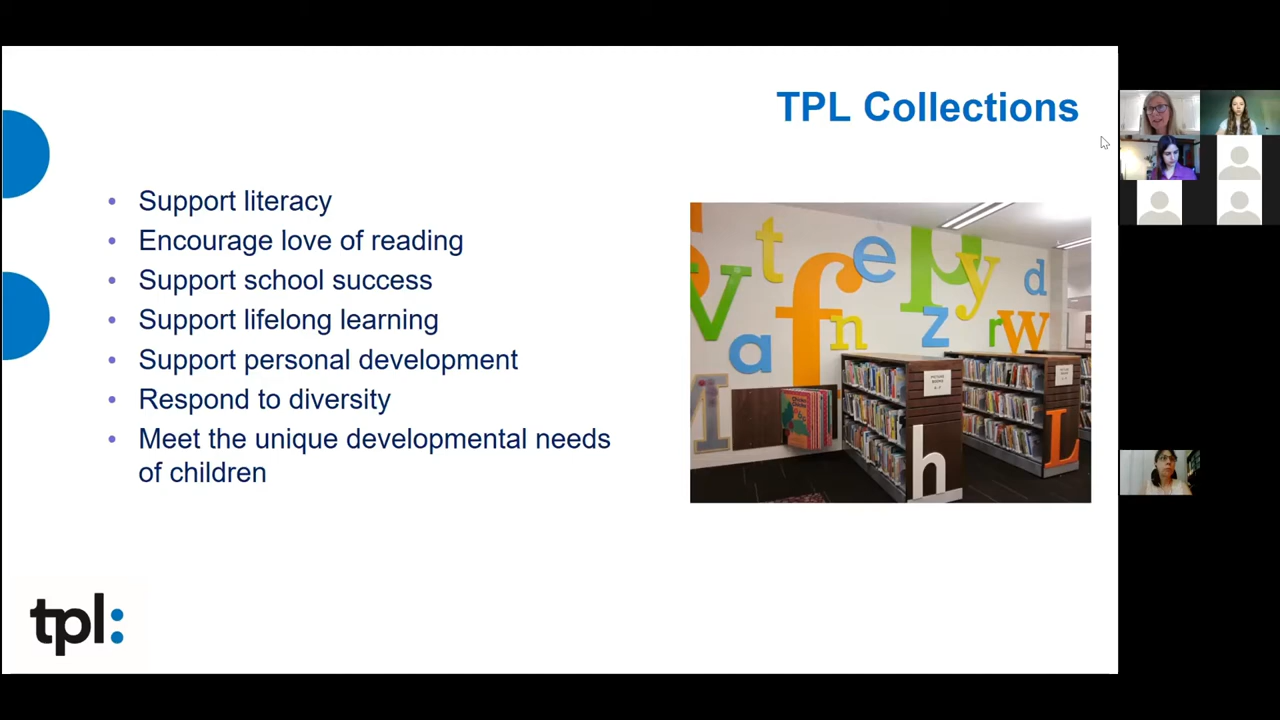 TPL Collections
• Support literacy
• Encourage love of reading
• Support school success
• Support lifelong learning
• Support personal development
• Respond to diversity
• Meet the unique developmental needs
of children
t e p y d
v f n z r w
a
M
h L
tpl: